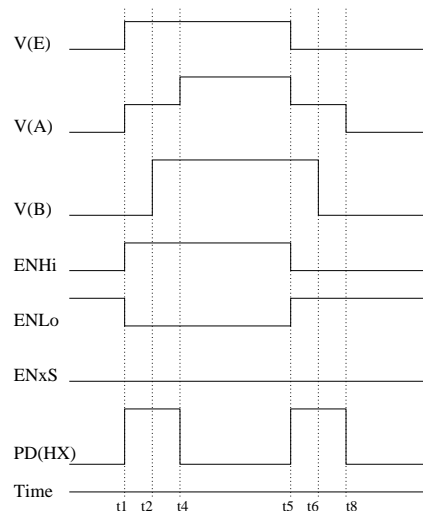 V(E)
V(A)
V(B)
ENHi
ENLo
ENxS
PD(HX)
Time
t1 t2 t4 t5 t6 t8